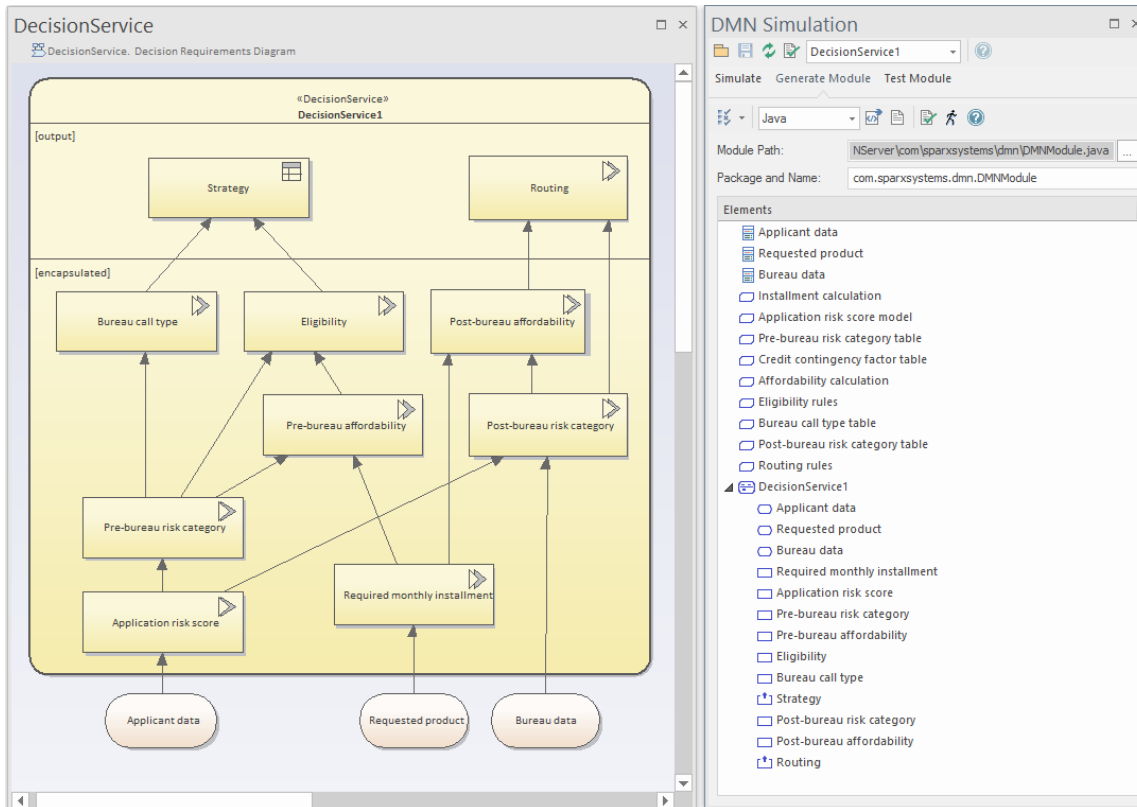 DecisionService
DecisionService. Decision Requirements Diagram
«DecisionService»
DecisionService1
[output]
Strategy
Routing
[encapsulated]
Bureau call type
Eligibility
Post-bureau affordability
Pre-bureau affordability
Post-bureau risk category
Pre-bureau risk category
Required monthly installment
Application risk score
Applicant data
Requested product
Bureau data
DMN Simulation
DecisionService1
Simulate Generate Module Test Module
Java
Module Path: NServer\com\sparxsystems\dmn\DMNModule.java ...
Package and Name: com.sparxsystems.dmn.DMNModule
Elements
Applicant data
Requested product
Bureau data
Installment calculation
Application risk score model
Pre-bureau risk category table
Credit contingency factor table
Affordability calculation
Eligibility rules
Bureau call type table
Post-bureau risk category table
Routing rules
DecisionService1
Applicant data
Requested product
Bureau data
Required monthly installment
Application risk score
Pre-bureau risk category
Pre-bureau affordability
Eligibility
Bureau call type
Strategy
Post-bureau risk category
Post-bureau affordability
Routing